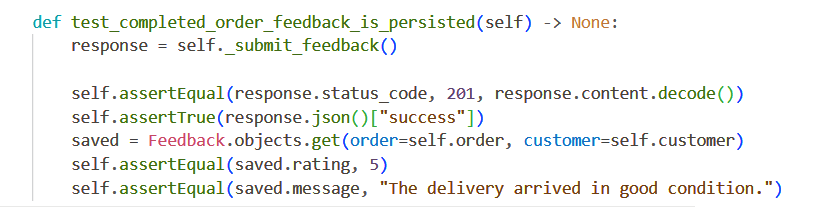 def test_completed_order_feedback_is_persisted(self) -> None:
    response = self._submit_feedback()

    self.assertEqual(response.status_code, 201, response.content.decode())
    self.assertTrue(response.json()["success"])
    saved = Feedback.objects.get(order=self.order, customer=self.customer)
    self.assertEqual(saved.rating, 5)
    self.assertEqual(saved.message, "The delivery arrived in good condition.")